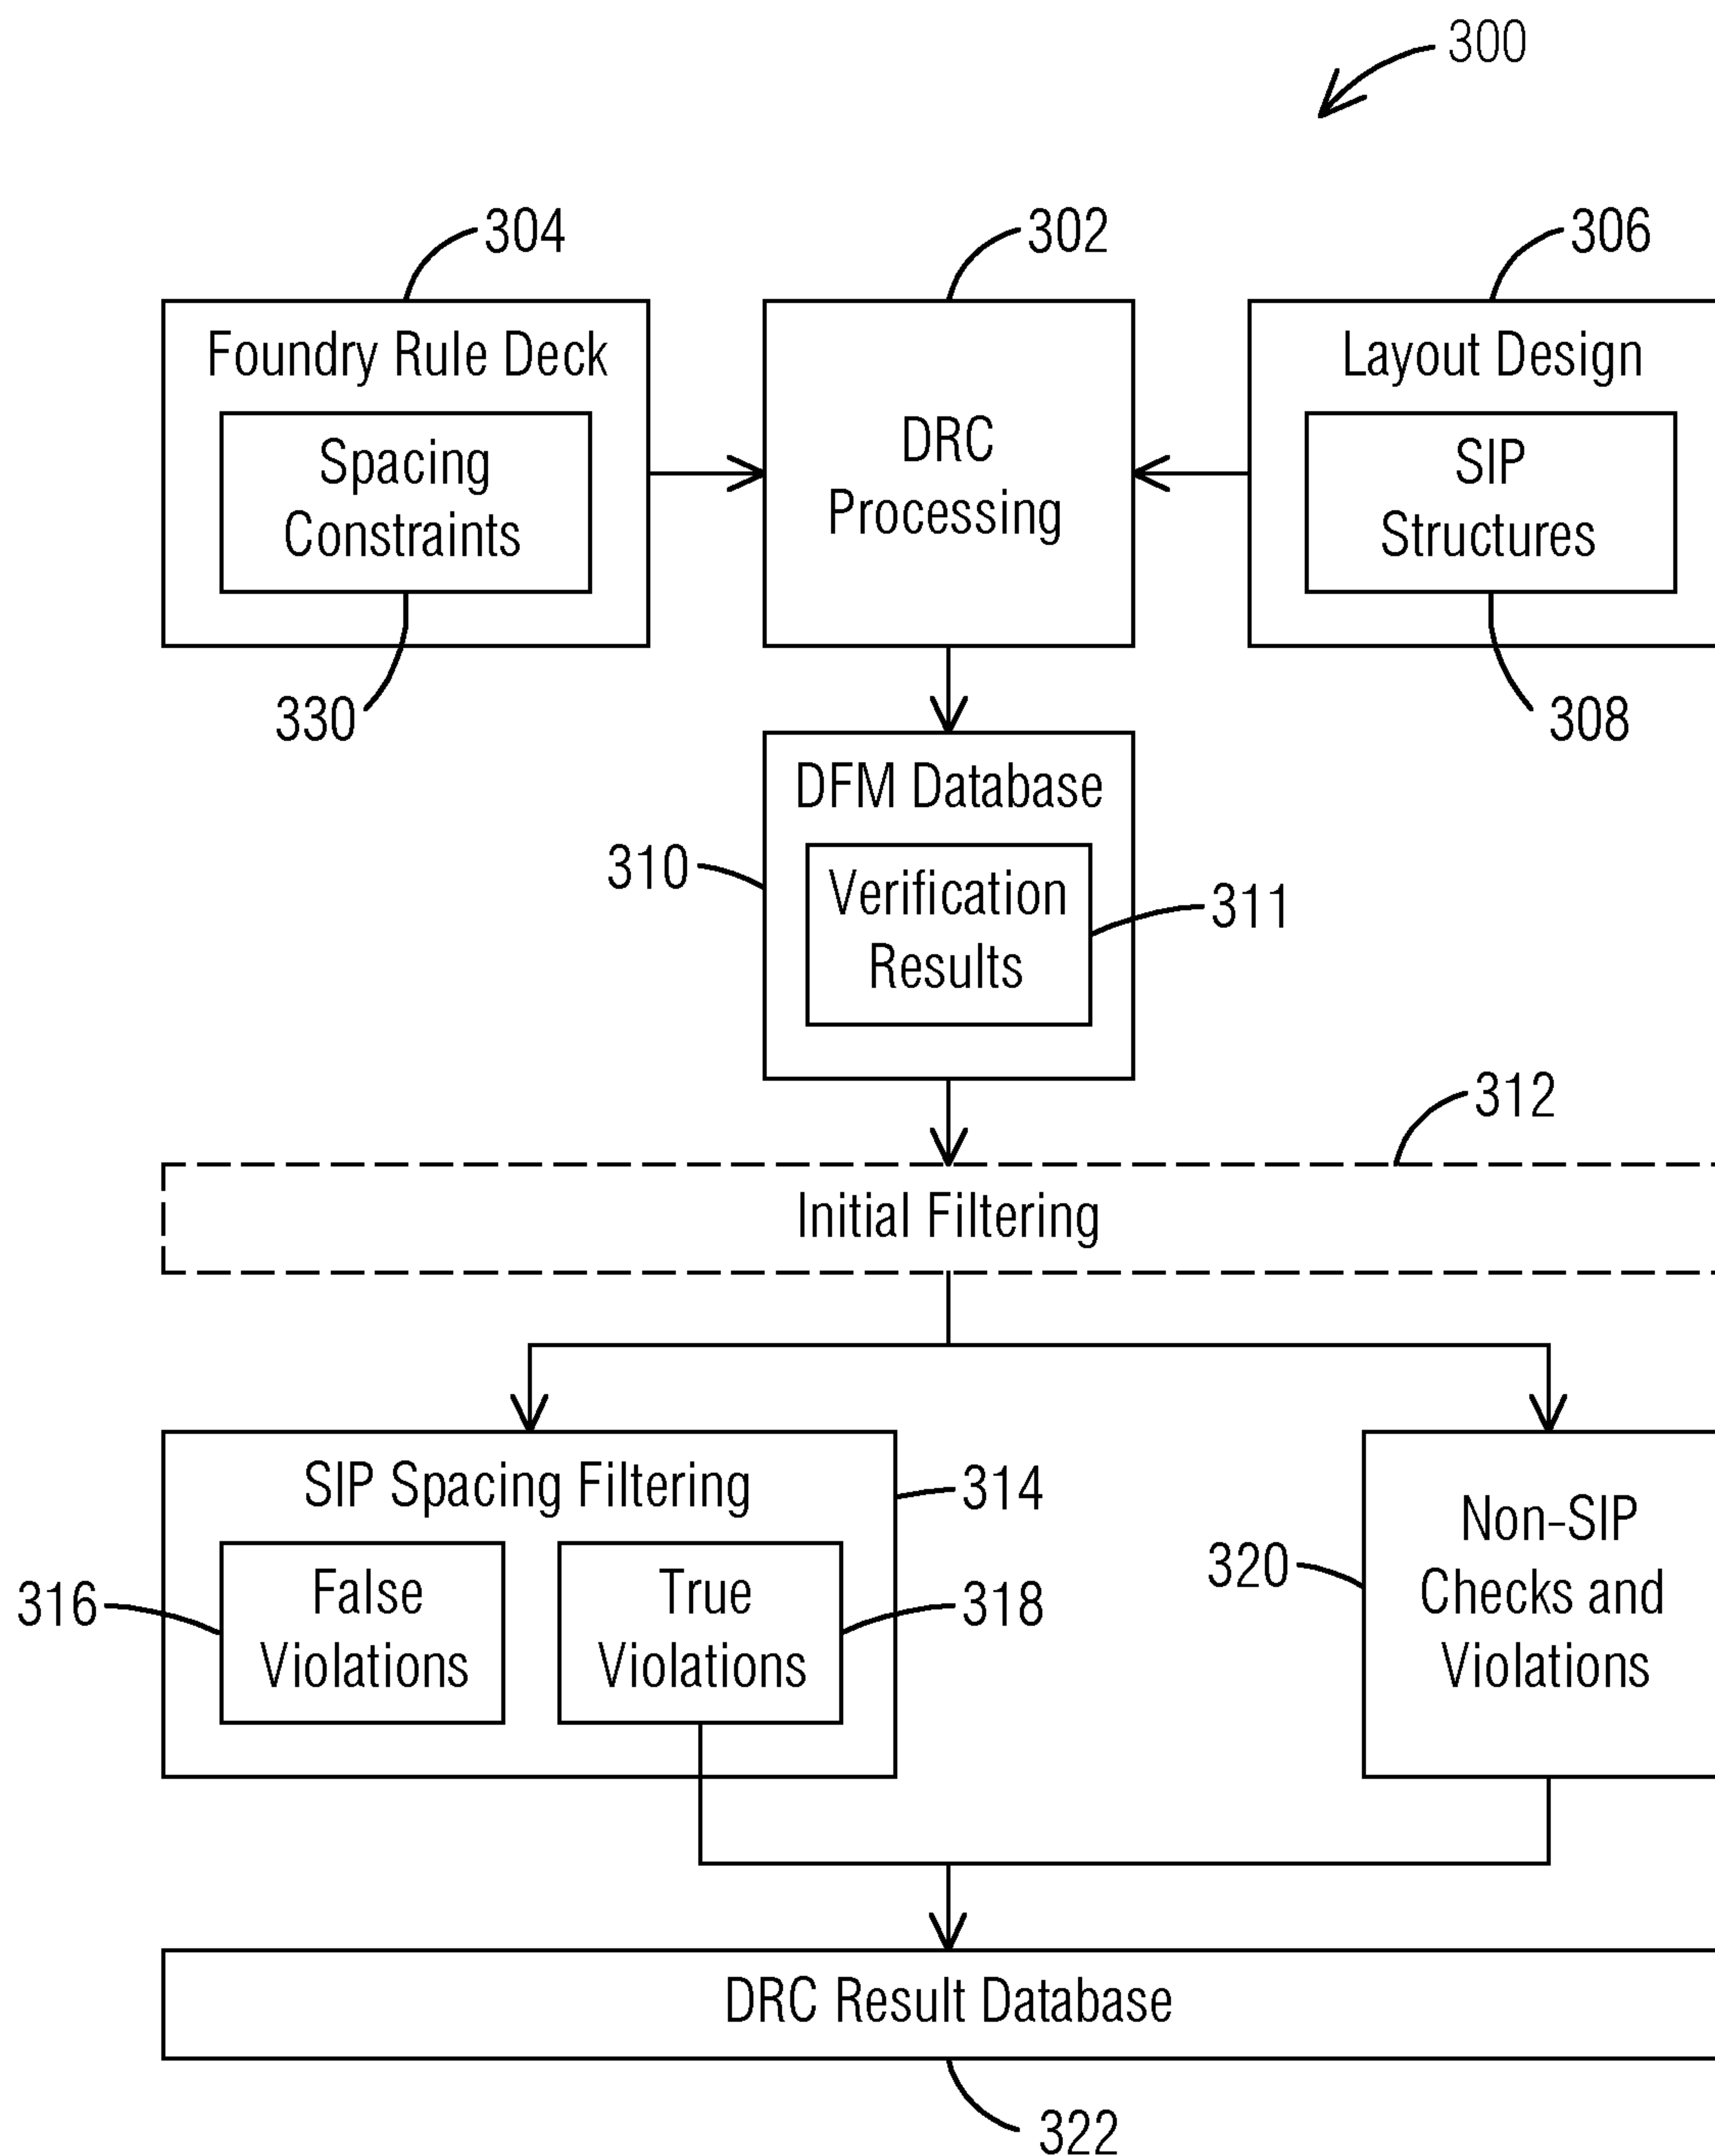 300
304
302
306
Foundry Rule Deck
Spacing
Constraints
DRC
Processing
Layout Design
SIP
Structures
330
308
DFM Database
310
Verification
Results
311
312
Initial Filtering
SIP Spacing Filtering
314
316
False
Violations
True
Violations
318
320
Non-SIP
Checks and
Violations
DRC Result Database
322